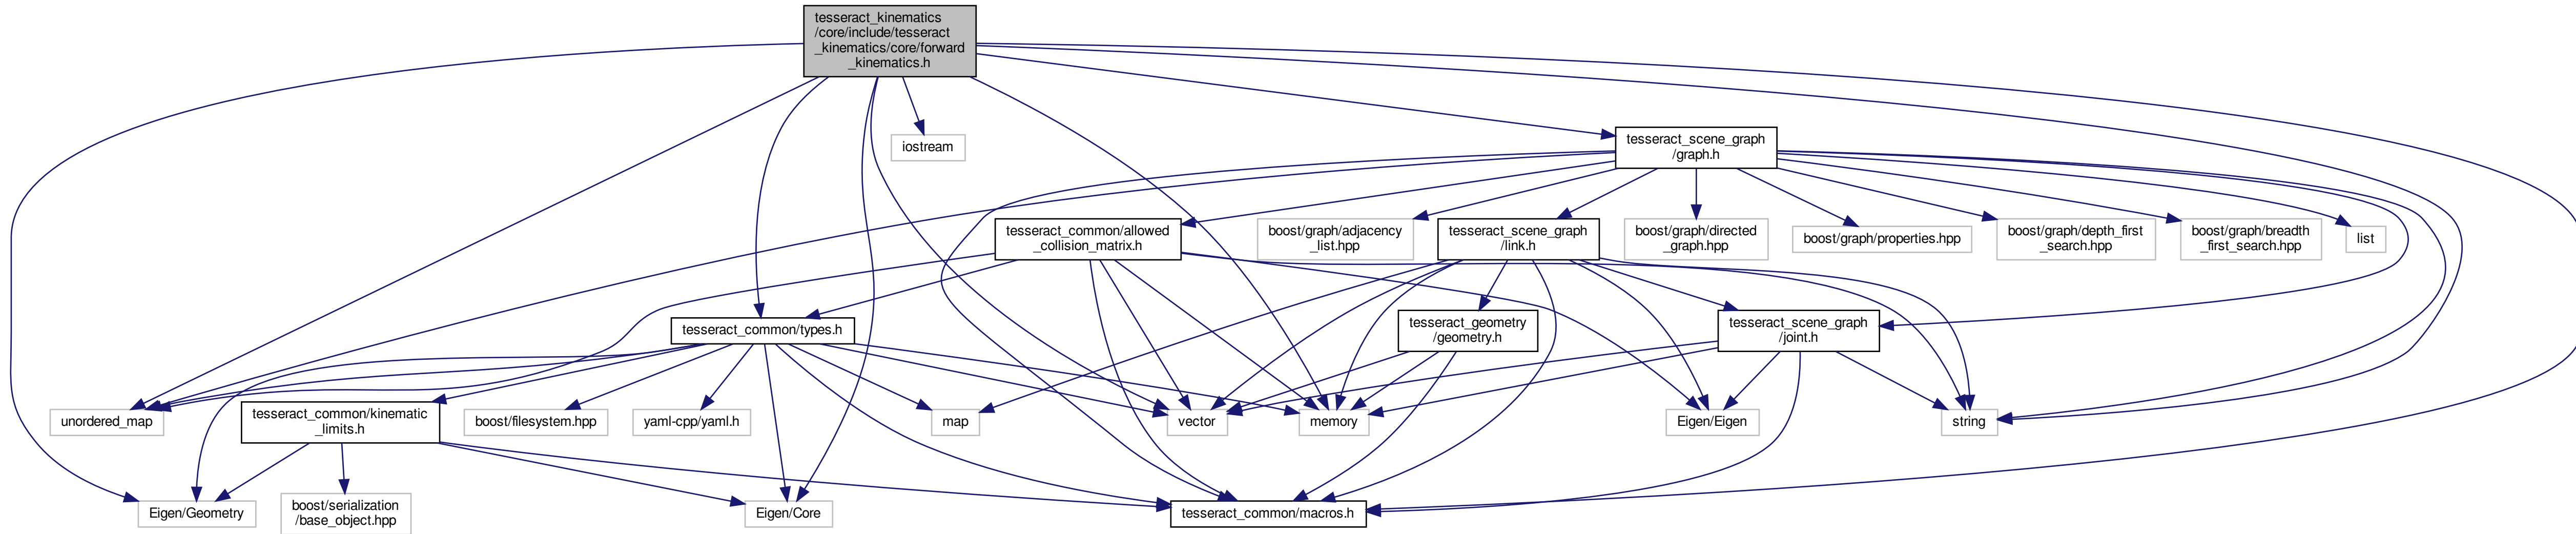 tesseract_kinematics
/core/include/tesseract
_kinematics/core/forward
_kinematics.h
iostream
tesseract_scene_graph
/graph.h
tesseract_common/allowed
_collision_matrix.h
boost/graph/adjacency
_list.hpp
tesseract_scene_graph
/link.h
boost/graph/directed
_graph.hpp
boost/graph/properties.hpp
boost/graph/depth_first
_search.hpp
boost/graph/breadth
_first_search.hpp
list
tesseract_common/types.h
tesseract_geometry
/geometry.h
tesseract_scene_graph
/joint.h
unordered_map
tesseract_common/kinematic
_limits.h
boost/filesystem.hpp
yaml-cpp/yaml.h
map
vector
memory
Eigen/Eigen
string
Eigen/Geometry
boost/serialization
/base_object.hpp
Eigen/Core
tesseract_common/macros.h